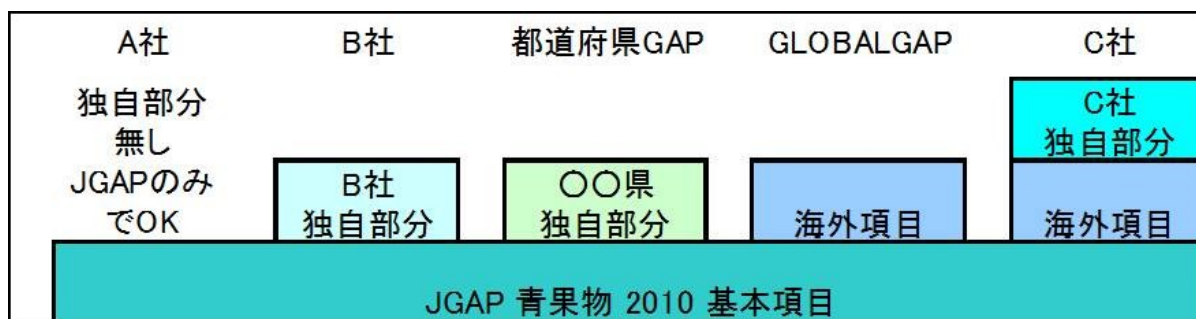 A社
B社
都道府県GAP
GLOBALGAP
C社
独自部分
無し
JGAPのみ
でOK
B社
独自部分
〇〇県
独自部分
海外項目
C社
独自部分
海外項目
JGAP 青果物 2010 基本項目